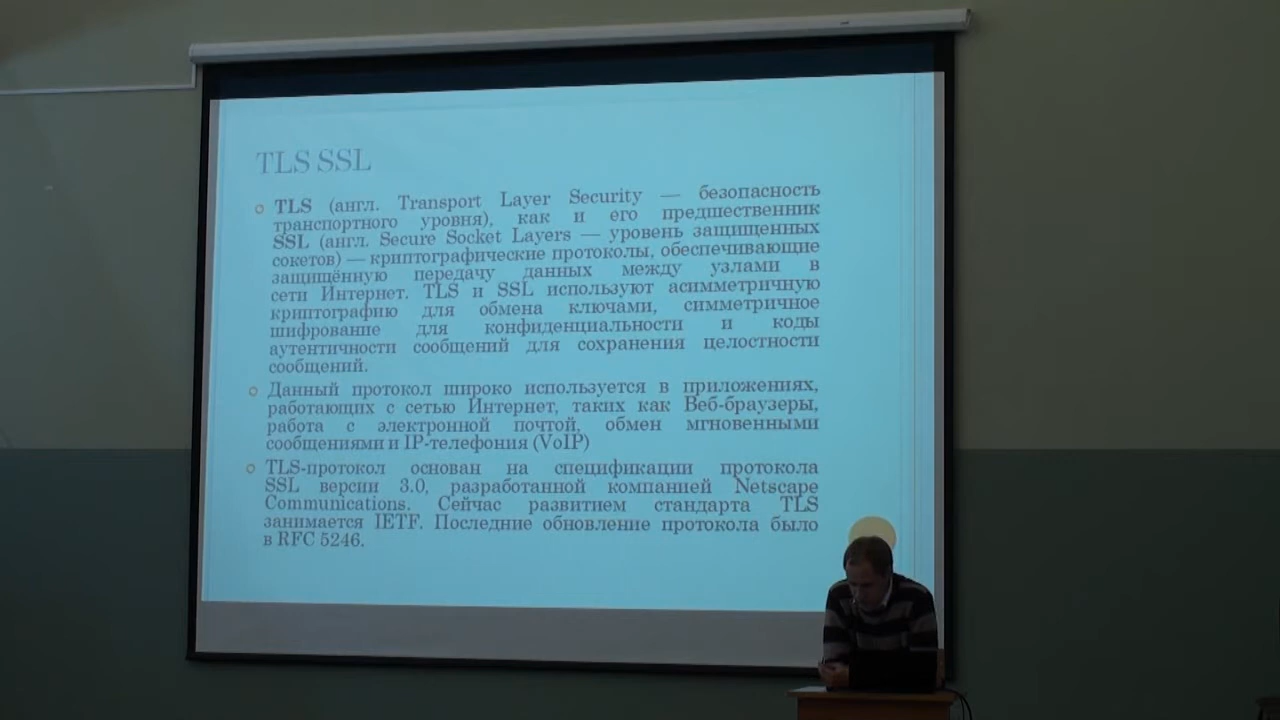 TLS SSL
TLS (англ. Transport Layer Security — безопасность
транспортного уровня), как и его предшественник
SSL (англ. Secure Socket Layers — уровень защищенных
сокетов) — криптографические протоколы, обеспечивающие
защищённую передачу данных между узлами в
сети Интернет. TLS и SSL используют асимметричную
криптографию для обмена ключами, симметричное
шифрование для конфиденциальности и коды
аутентичности сообщений для сохранения целостности
сообщений.
Данный протокол широко используется в приложениях,
работающих с сетью Интернет, таких как Веб-браузеры,
работа с электронной почтой, обмен мгновенными
сообщениями и IP-телефония (VoIP)
TLS-протокол основан на спецификации протокола
SSL версии 3.0, разработанной компанией Netscape
Communications. Сейчас развитием стандарта TLS
занимается IETF. Последние обновление протокола было
в RFC 5246.